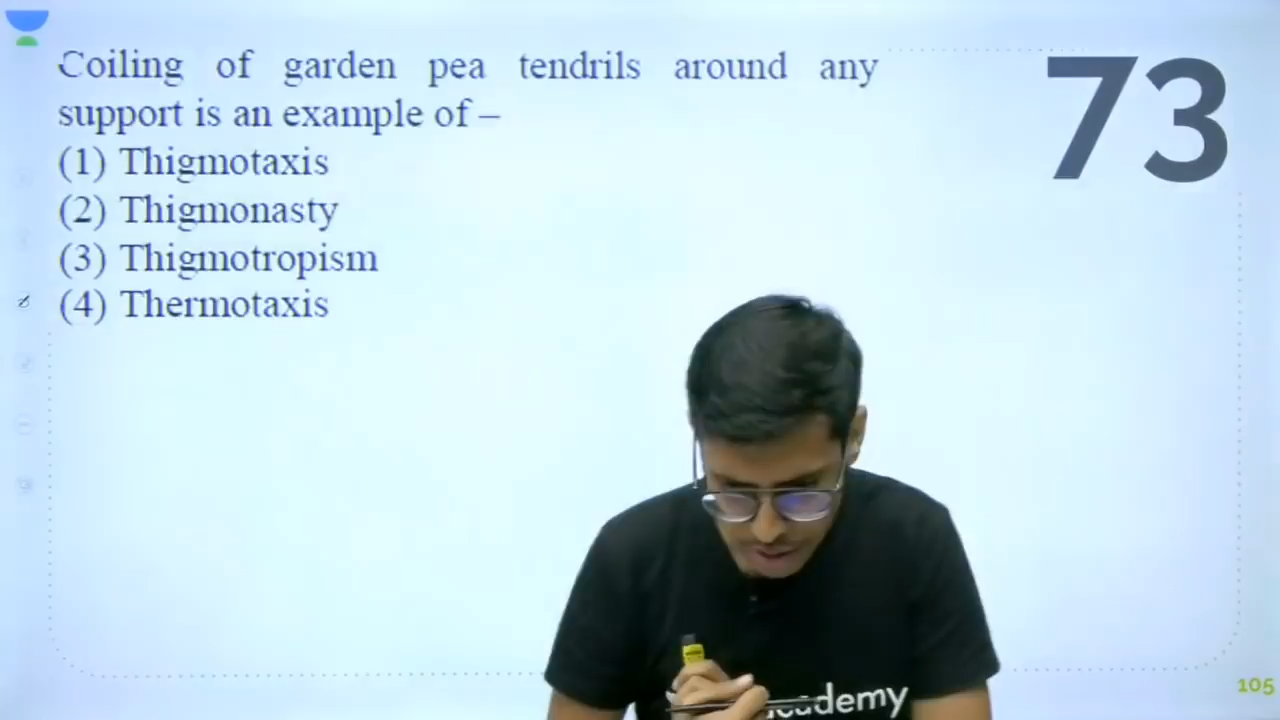 Coiling of garden pea tendrils around any
support is an example of –
(1) Thigmotaxis
(2) Thigmonasty
(3) Thigmotropism
(4) Thermotaxis
73
105